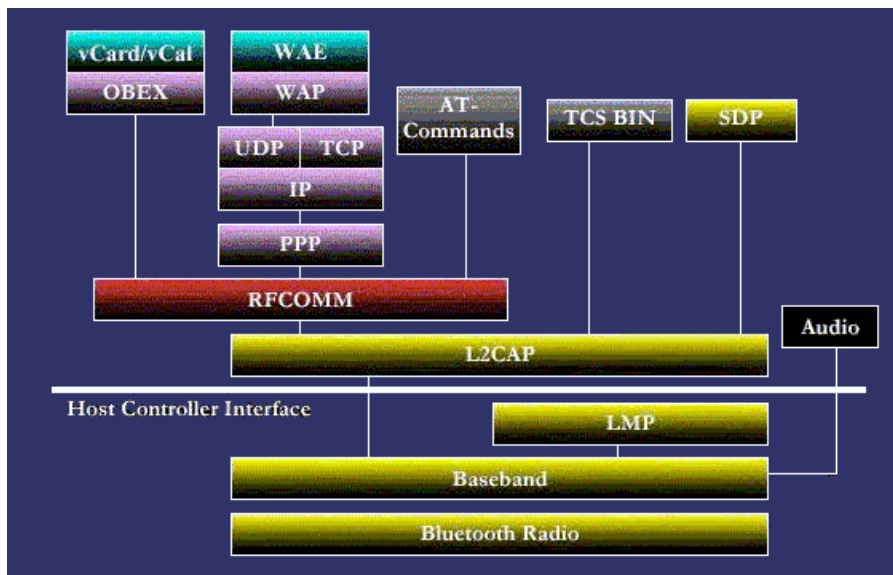 vCard/vCal
WAE
OBEX
WAP
AT-
Commands
TCS BIN
SDP
UDP
TCP
IP
PPP
RFCOMM
Audio
L2CAP
Host Controller Interface
LMP
Baseband
Bluetooth Radio